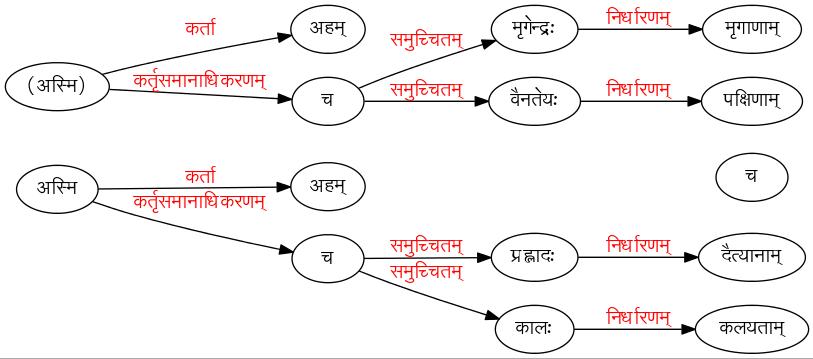 कर्ता अहम् मृगेन्द्रः निर्धारणम् मृगाणाम्
समुच्चितम्
(अस्मि) कर्तृसमानाधिकरणम् च समुच्चितम् वैनतेयः निर्धारणम् पक्षिणाम्
अस्मि कर्ता अहम् च
कर्तृसमानाधिकरणम्
च समुच्चितम् प्रह्लादः निर्धारणम् दैत्यानाम्
समुच्चितम्
कालः निर्धारणम् कलयताम्